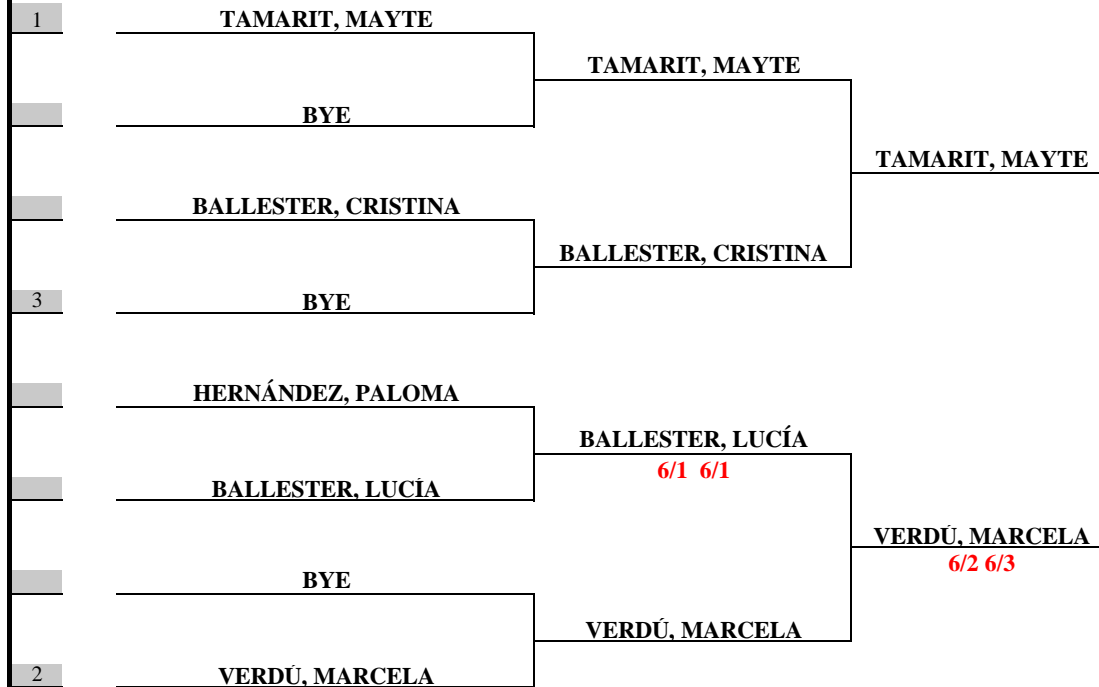 1 TAMARIT, MAYTE
TAMARIT, MAYTE
BYE
TAMARIT, MAYTE
BALLESTER, CRISTINA
BALLESTER, CRISTINA
3 BYE
HERNÁNDEZ, PALOMA
BALLESTER, LUCÍA
6/1 6/1
BALLESTER, LUCÍA
VERDÚ, MARCELA
6/2 6/3
BYE
VERDÚ, MARCELA
2 VERDÚ, MARCELA